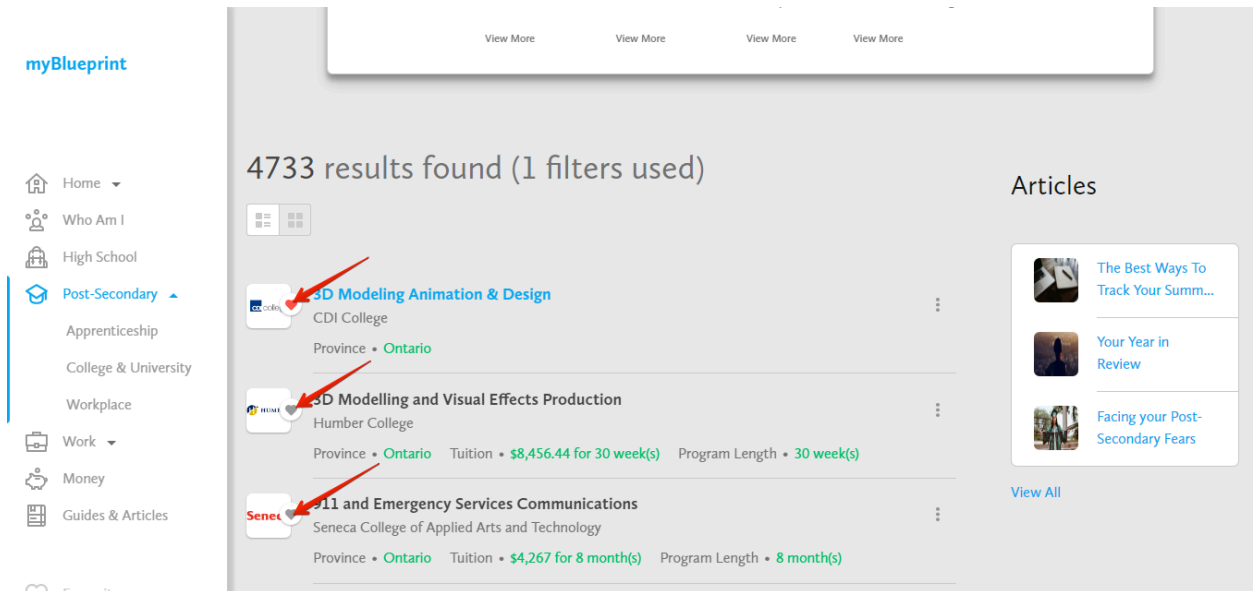 View More
View More
View More
View More
myBlueprint
Home
Who Am I
High School
Post-Secondary
Apprenticeship
College & University
Workplace
Work
Money
Guides & Articles
4733 results found (1 filters used)
3D Modeling Animation & Design
CDI College
Province • Ontario
3D Modelling and Visual Effects Production
Humber College
Province • Ontario Tuition • $8,456.44 for 30 week(s) Program Length • 30 week(s)
911 and Emergency Services Communications
Seneca College of Applied Arts and Technology
Province • Ontario Tuition • $4,267 for 8 month(s) Program Length • 8 month(s)
Articles
The Best Ways To
Track Your Summ...
Your Year in
Review
Facing your Post-
Secondary Fears
View All